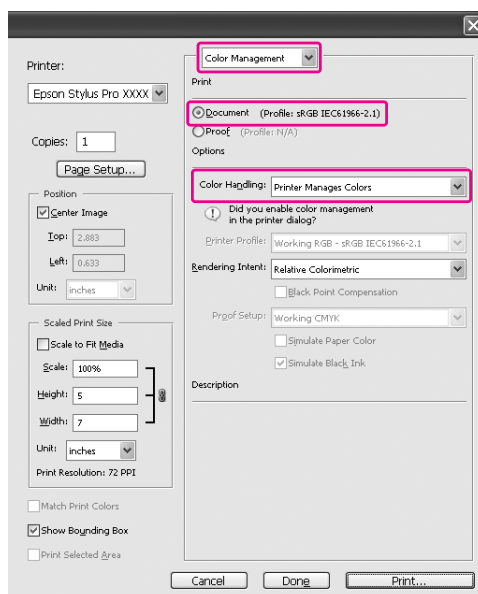 Printer:
Epson Stylus Pro XXXX
Copies: 1
Page Setup...
Position
Center Image
Top: 2.883
Left: 0.633
Unit: inches
Scaled Print Size
Scale to Fit Media
Scale: 100%
Height: 5
Width: 7
Unit: inches
Print Resolution: 72 PPI
Match Print Colors
Show Bounding Box
Print Selected Area
Color Management
Print
Document (Profile: sRGB IEC61966-2.1)
Proof (Profile: N/A)
Options
Color Handling: Printer Manages Colors
Did you enable color management
in the printer dialog?
Printer Profile: Working RGB - sRGB IEC61966-2.1
Rendering Intent: Relative Colorimetric
Black Point Compensation
Proof Setup: Working CMYK
Simulate Paper Color
Simulate Black Ink
Description
Cancel Done Print...